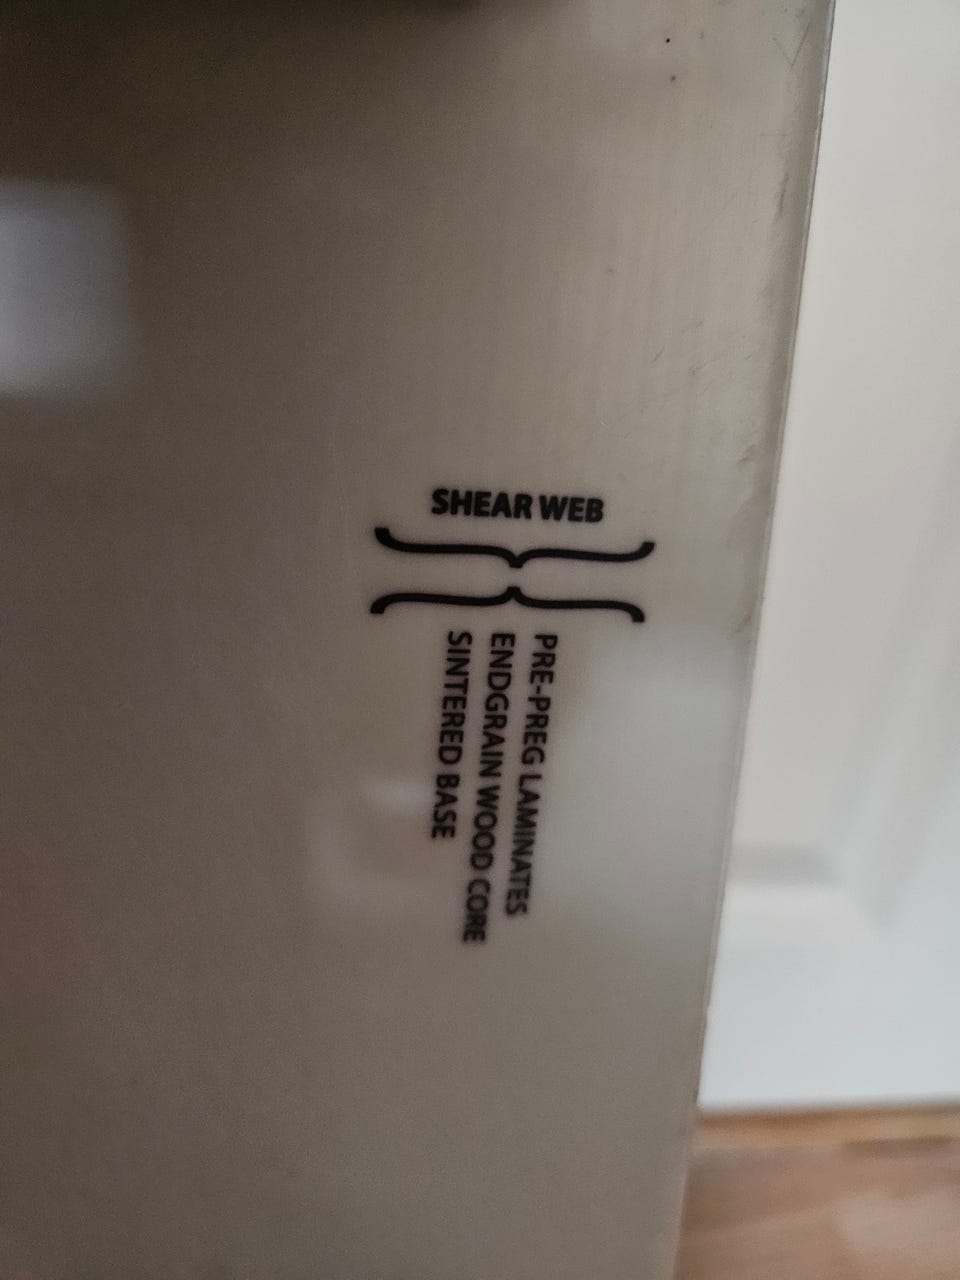 SHEAR WEB
PRE-PREG LAMINATES
ENDGRAIN WOOD CORE
SINTERED BASE